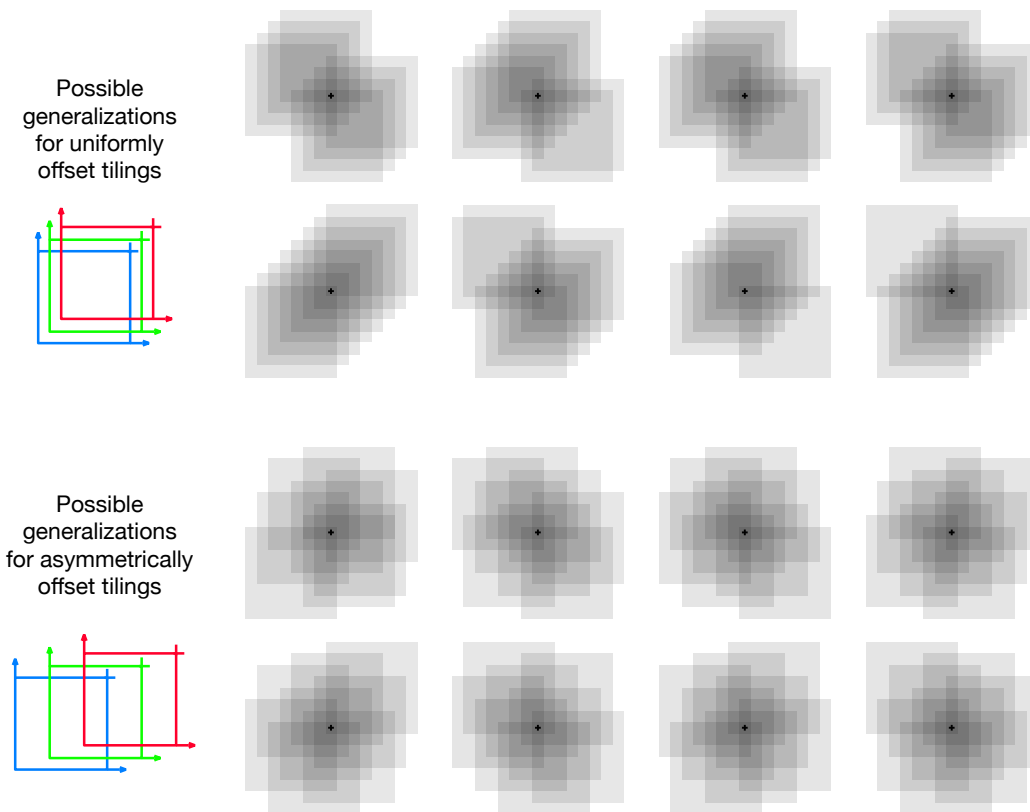 Possible
generalizations
for uniformly
offset tilings
Possible
generalizations
for asymmetrically
offset tilings